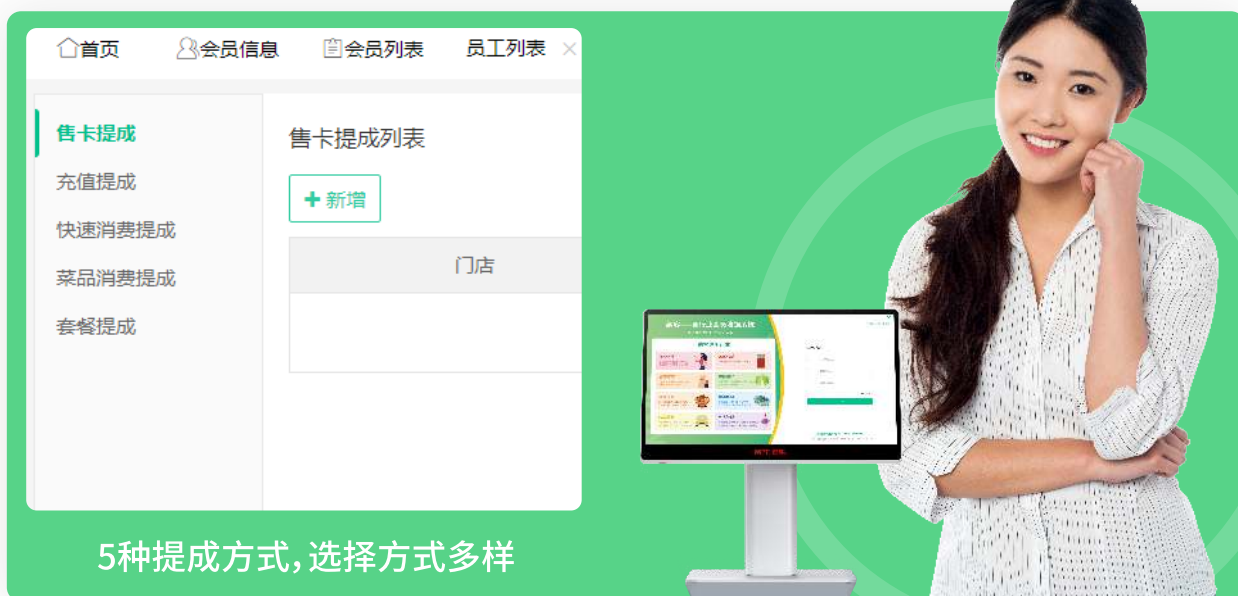 首页 会员信息 会员列表 员工列表
售卡提成
充值提成
快速消费提成
菜品消费提成
套餐提成
售卡提成列表
+ 新增
门店
5种提成方式,选择方式多样